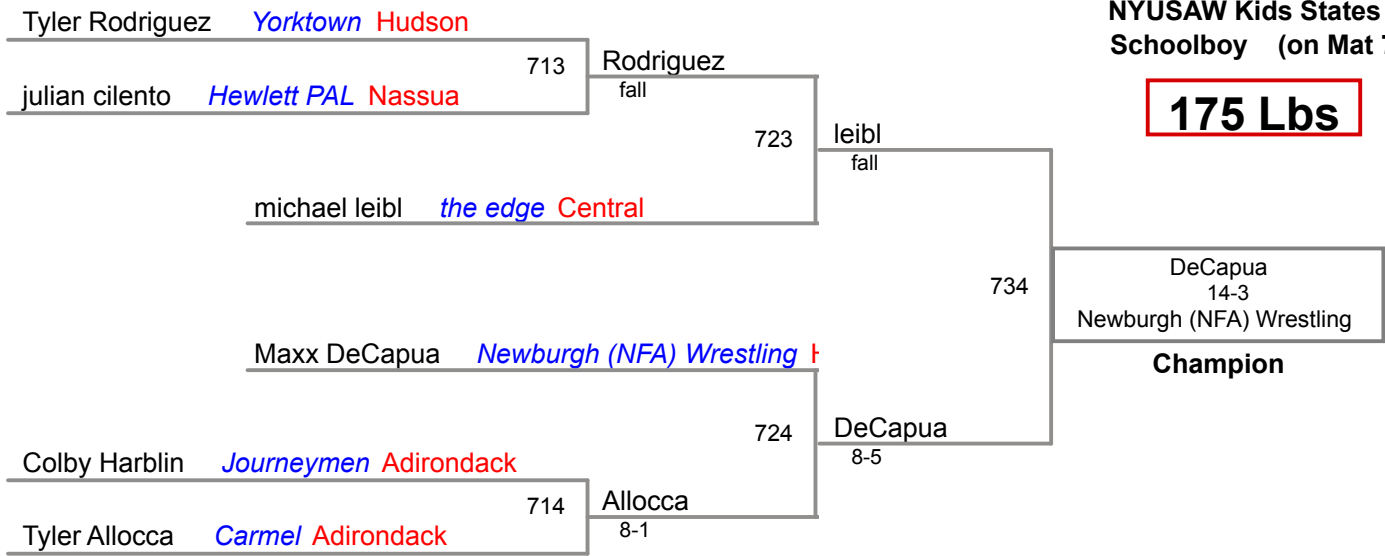 NYUSAW Kids States
Schoolboy (on Mat
175 Lbs
Tyler Rodriguez Yorktown Hudson
713 Rodriguez
fall
julian cilento Hewlett PAL Nassua
723 leibl
fall
michael leibl the edge Central
734
DeCapua
14-3
Newburgh (NFA) Wrestling
Champion
Maxx DeCapua Newburgh (NFA) Wrestling
724 DeCapua
8-5
Colby Harblin Journeymen Adirondack
714 Allocca
8-1
Tyler Allocca Carmel Adirondack